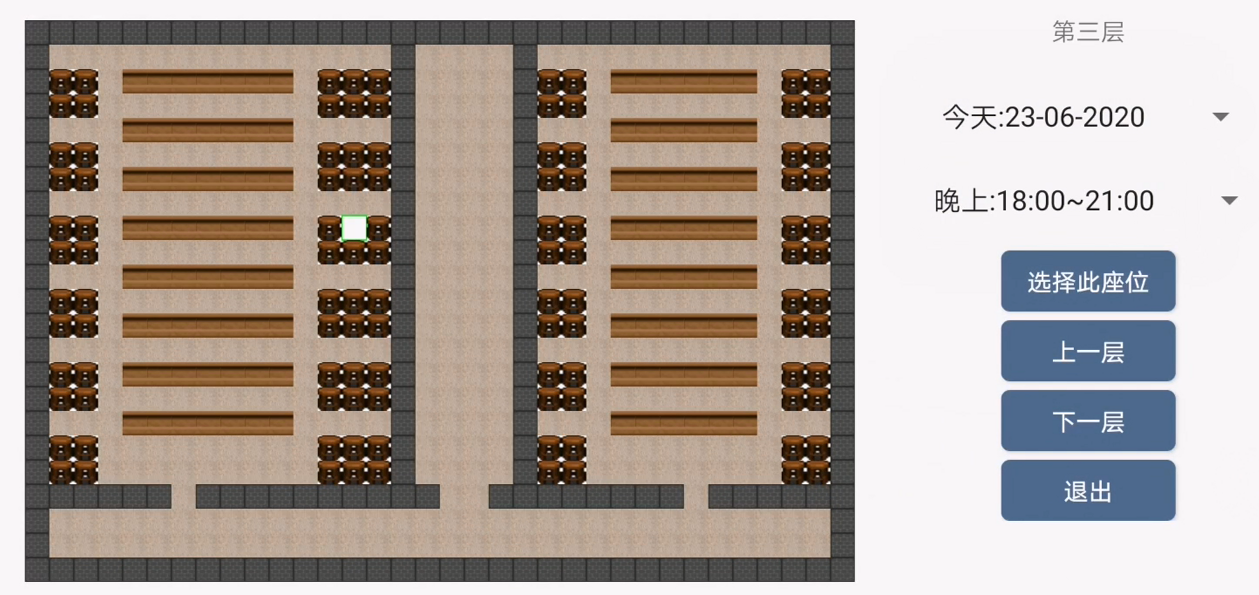 第三层
今天:23-06-2020
晚上:18:00~21:00
选择此座位
上一层
下一层
退出